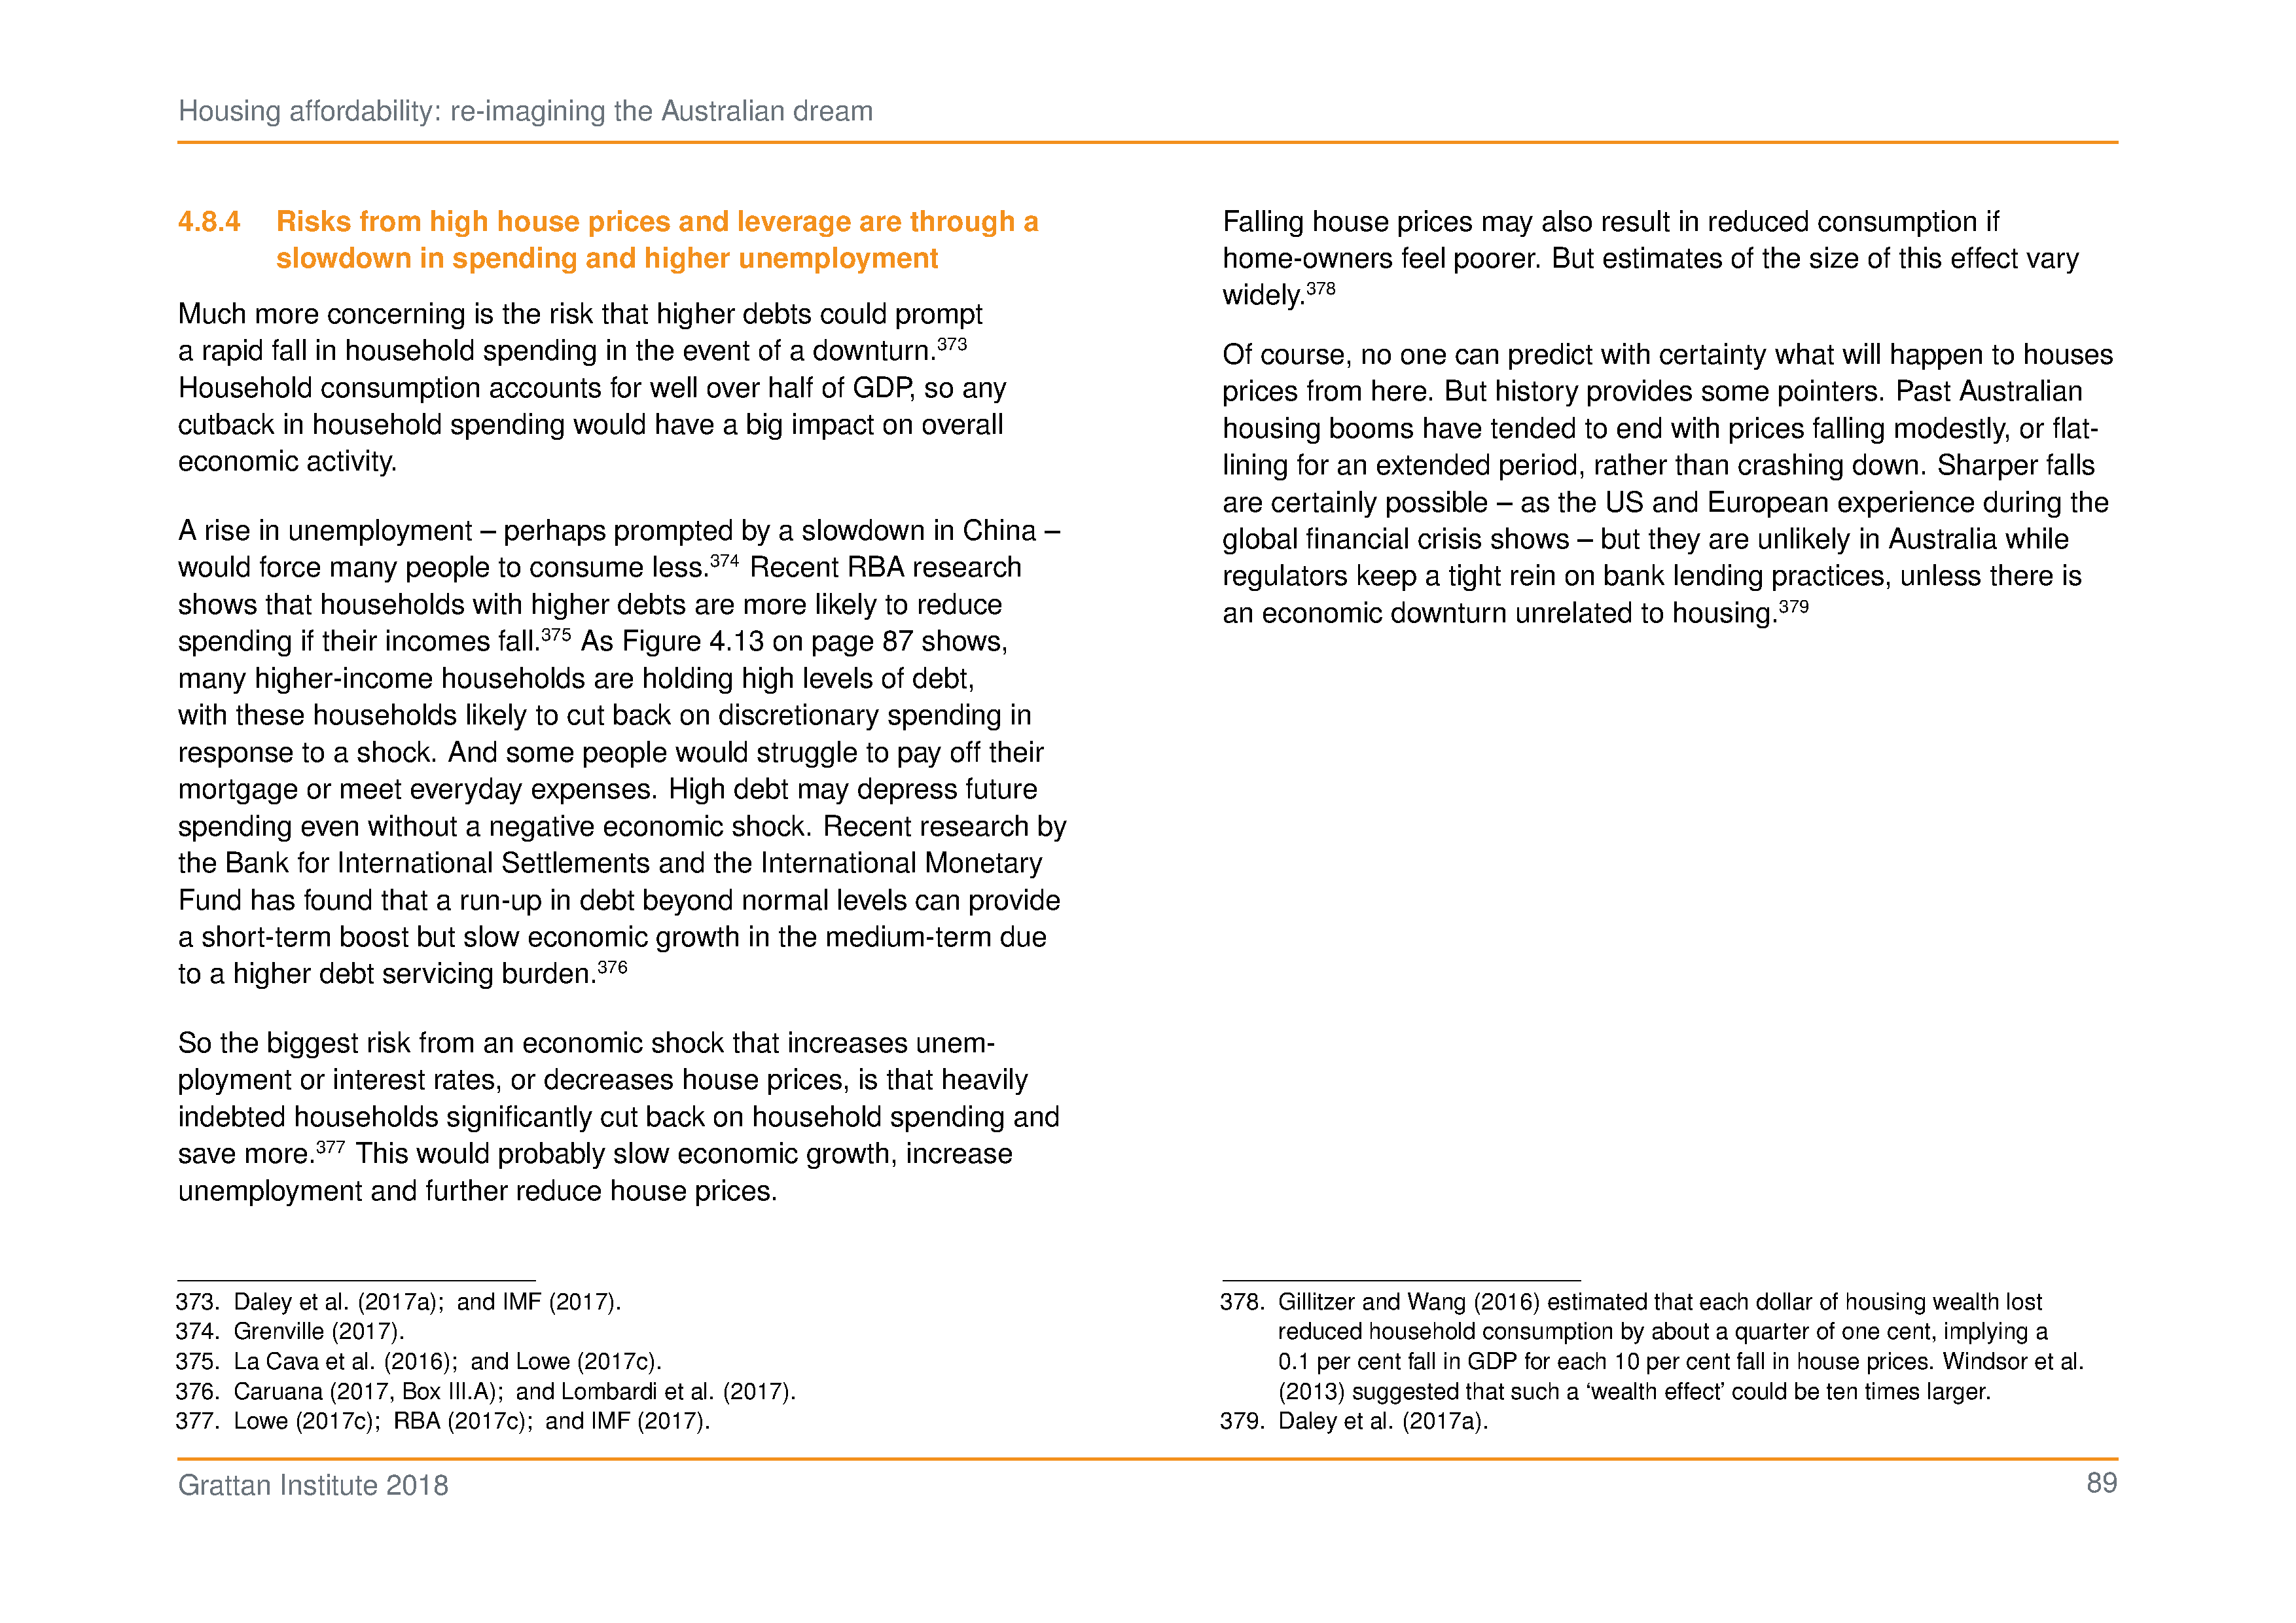 Housing affordability: re-imagining the Australian dream
4.8.4 Risks from high house prices and leverage are through a
slowdown in spending and higher unemployment
Much more concerning is the risk that higher debts could prompt
a rapid fall in household spending in the event of a downturn.373
Household consumption accounts for well over half of GDP, so any
cutback in household spending would have a big impact on overall
economic activity.
A rise in unemployment – perhaps prompted by a slowdown in China –
would force many people to consume less.374 Recent RBA research
shows that households with higher debts are more likely to reduce
spending if their incomes fall.375 As Figure 4.13 on page 87 shows,
many higher-income households are holding high levels of debt,
with these households likely to cut back on discretionary spending in
response to a shock. And some people would struggle to pay off their
mortgage or meet everyday expenses. High debt may depress future
spending even without a negative economic shock. Recent research by
the Bank for International Settlements and the International Monetary
Fund has found that a run-up in debt beyond normal levels can provide
a short-term boost but slow economic growth in the medium-term due
to a higher debt servicing burden.376
So the biggest risk from an economic shock that increases unem-
ployment or interest rates, or decreases house prices, is that heavily
indebted households significantly cut back on household spending and
save more.377 This would probably slow economic growth, increase
unemployment and further reduce house prices.
373. Daley et al. (2017a); and IMF (2017).
374. Grenville (2017).
375. La Cava et al. (2016); and Lowe (2017c).
376. Caruana (2017, Box III.A); and Lombardi et al. (2017).
377. Lowe (2017c); RBA (2017c); and IMF (2017).
Falling house prices may also result in reduced consumption if
home-owners feel poorer. But estimates of the size of this effect vary
widely.378
Of course, no one can predict with certainty what will happen to houses
prices from here. But history provides some pointers. Past Australian
housing booms have tended to end with prices falling modestly, or flat-
lining for an extended period, rather than crashing down. Sharper falls
are certainly possible – as the US and European experience during the
global financial crisis shows – but they are unlikely in Australia while
regulators keep a tight rein on bank lending practices, unless there is
an economic downturn unrelated to housing.379
378. Gillitzer and Wang (2016) estimated that each dollar of housing wealth lost
reduced household consumption by about a quarter of one cent, implying a
0.1 per cent fall in GDP for each 10 per cent fall in house prices. Windsor et al.
(2013) suggested that such a ‘wealth effect’ could be ten times larger.
379. Daley et al. (2017a).
Grattan Institute 2018
89